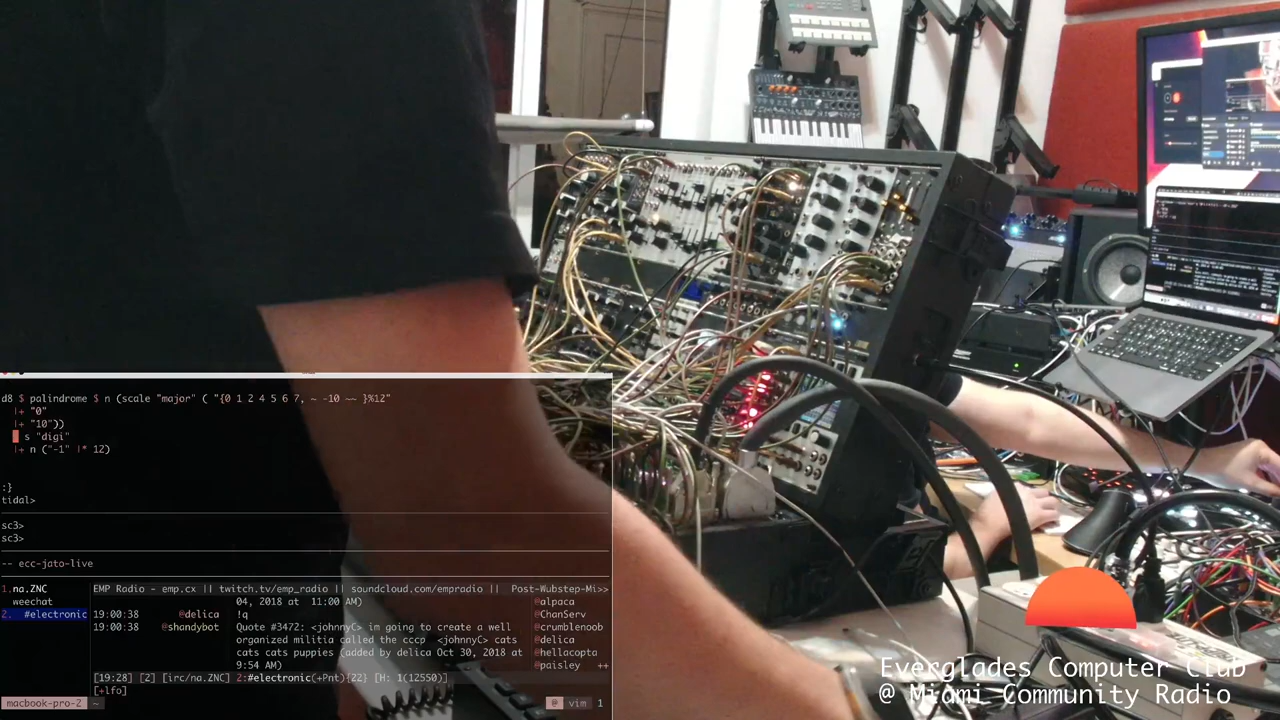 d8 $ palindrome $ n (scale "major" ( "{0 1 2 4 5 6 7, ~ -10 ~~ }%12"
|+ "0"
|+ "10"))
s "digi"
|+ n ("-1" |* 12)
:}
tidal>
sc3>
sc3>
-- ecc-jato-live
1.na.ZNC
weechat
2. #electronic
EMP Radio - emp.cx || twitch.tv/emp_radio || soundcloud.com/empradio || Post-Wubstep-Mi>>
04, 2018 at 11:00 AM)
19:00:38 @delica !q
19:00:38 @shandybot Quote #3472: <johnnyC> im going to create a well
organized militia called the cccp <johnnyC> cats
cats cats puppies (added by delica Oct 30, 2018 at
9:54 AM)
@alpaca
@ChanServ
@crumblenoob
@delica
@hellacopta
@paisley ++
[19:28] [2] [irc/na.ZNC] 2:#electronic(+Pnt){22} [H: 1(12550)]
[+lfo]
macbook-pro-2 ~ @ vim 1
Everglades Computer Club
@ Miami Community Radio